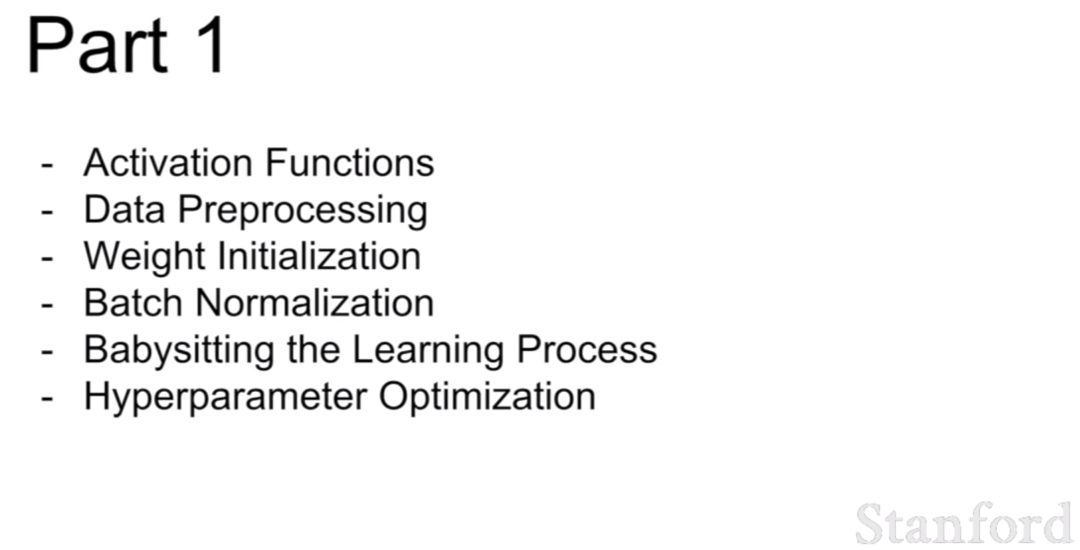 Part 1
- Activation Functions
- Data Preprocessing
- Weight Initialization
- Batch Normalization
- Babysitting the Learning Process
- Hyperparameter Optimization
Stanford